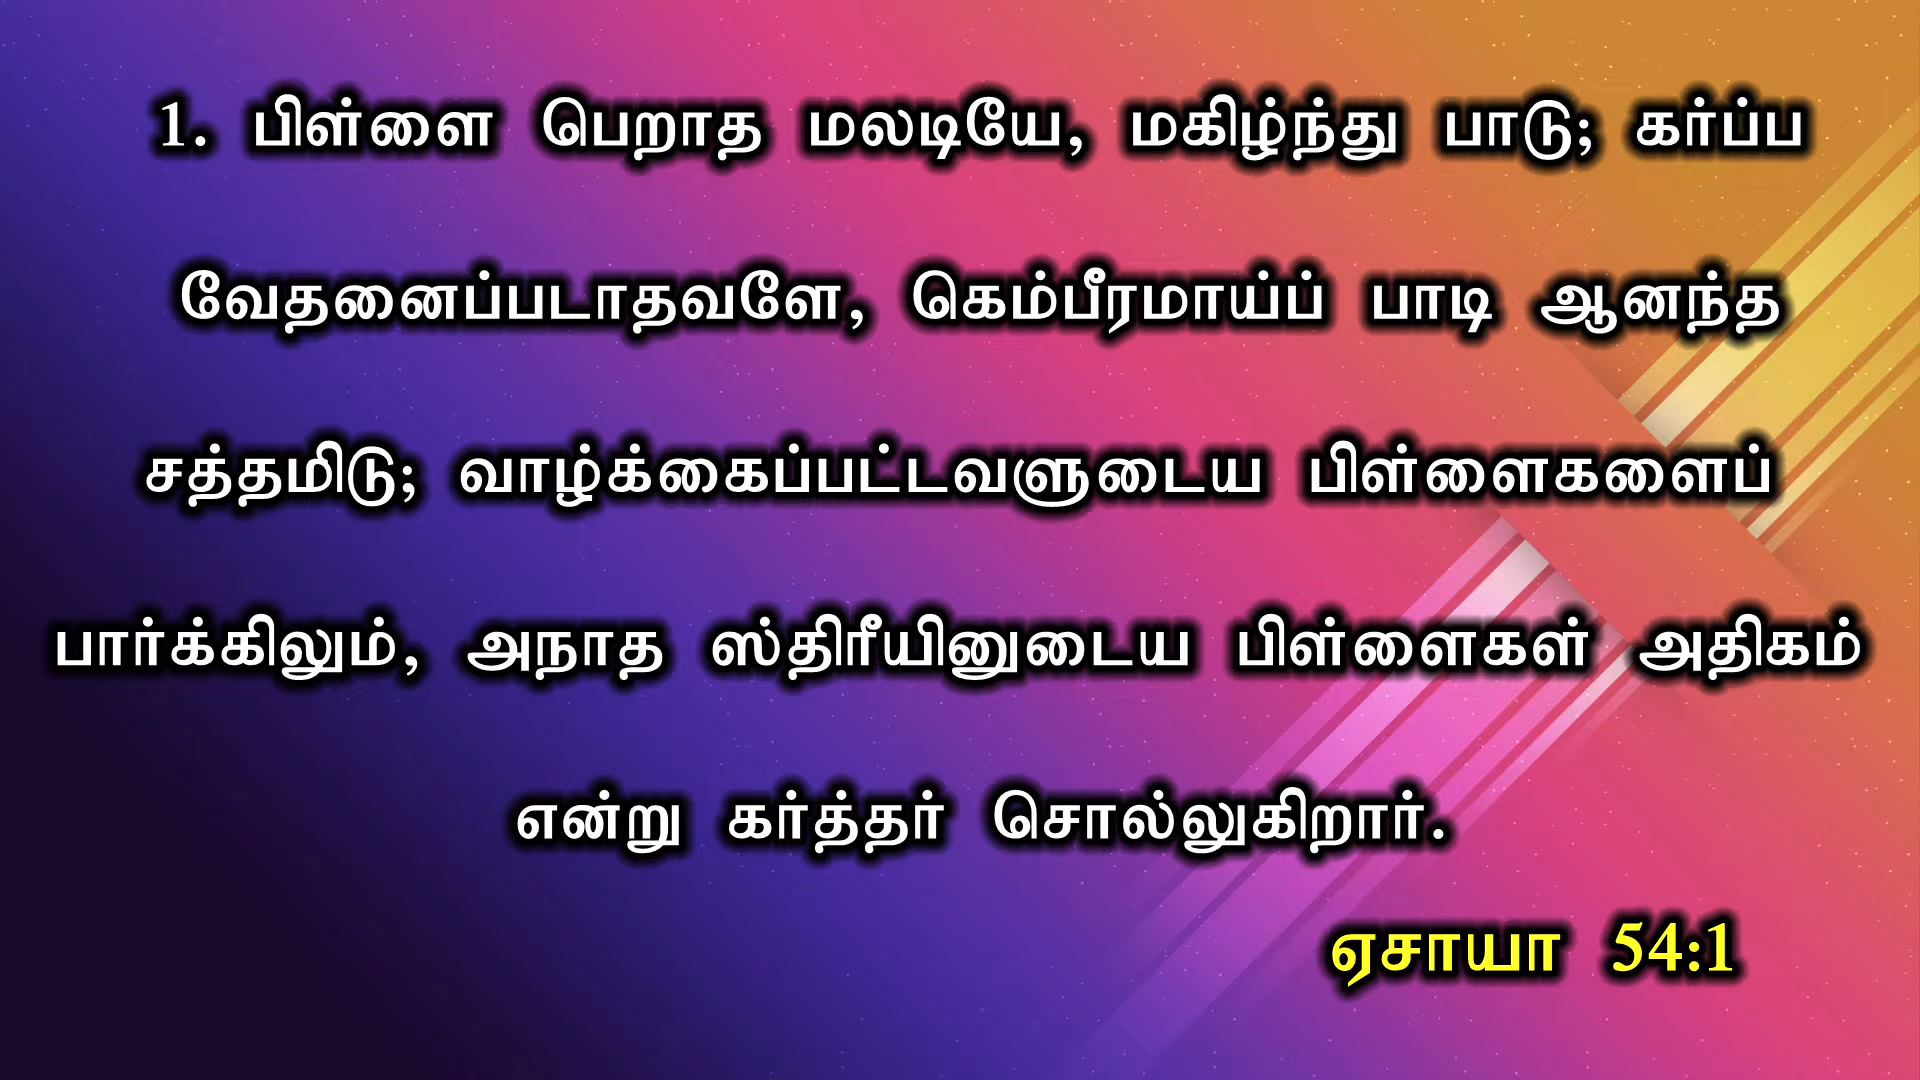 1. பிள்ளை பெறாத மலடியே, மகிழ்ந்து பாடு; கர்ப்ப
வேதனைப்படாதவளே, கெம்பீரமாய்ப் பாடி ஆனந்த
சத்தமிடு; வாழ்க்கைப்பட்டவளுடைய பிள்ளைகளைப்
பார்க்கிலும், அநாத ஸ்திரீயினுடைய பிள்ளைகள் அதிகம்
என்று கர்த்தர் சொல்லுகிறார்.
ஏசாயா 54:1